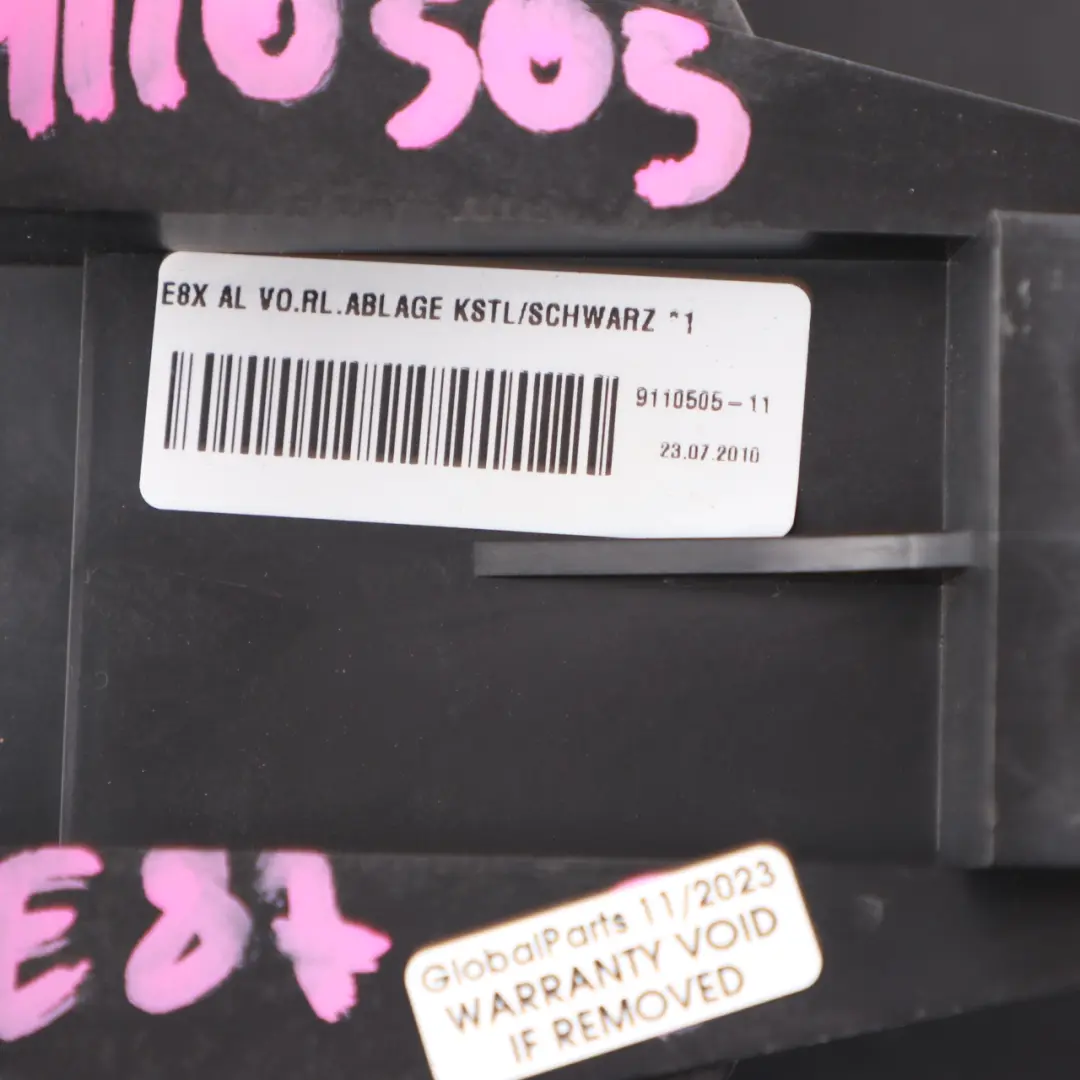 9110505
E8X AL VO.RL.ABLAGE KSTL/SCHWARZ *1
9110505-11
23.07.2010
E87
GlobalParts 11/2023
WARRANTY VOID
IF REMOVED